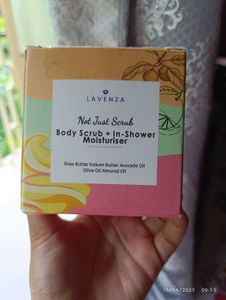 LAVENZA
Not Just Scrub
Body Scrub + In-Shower
Moisturiser
Shea Butter Kokum Butter Avocado Oil
Olive Oil Almond Oil
15/04/2025 09:53